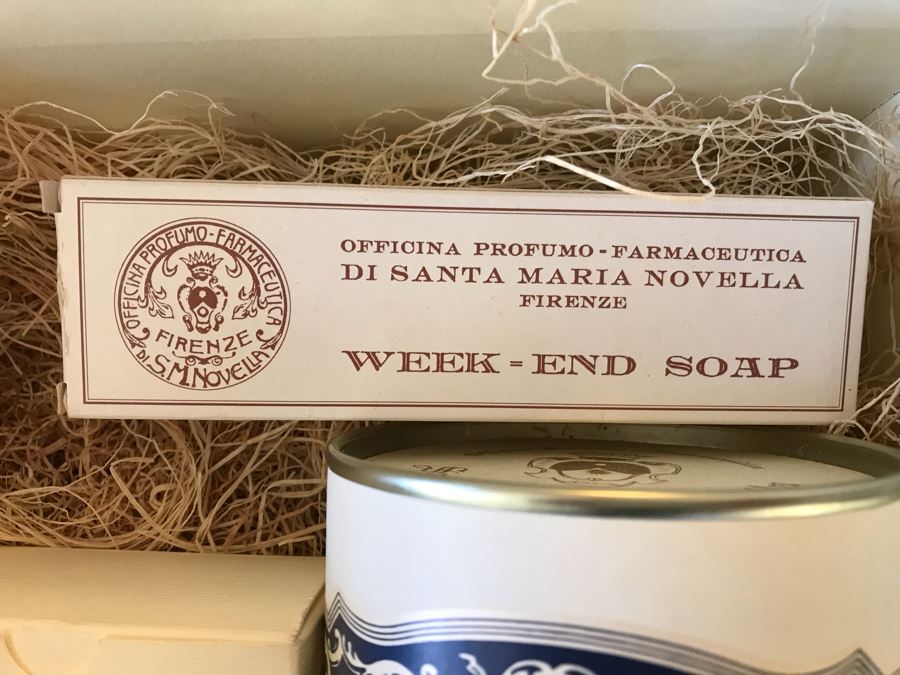 OFFICINA PROFUMO-FARMACEUTICA
FIRENZE
DI S.M. NOVELLA
OFFICINA PROFUMO-FARMACEUTICA
DI SANTA MARIA NOVELLA
FIRENZE
WEEK=END SOAP